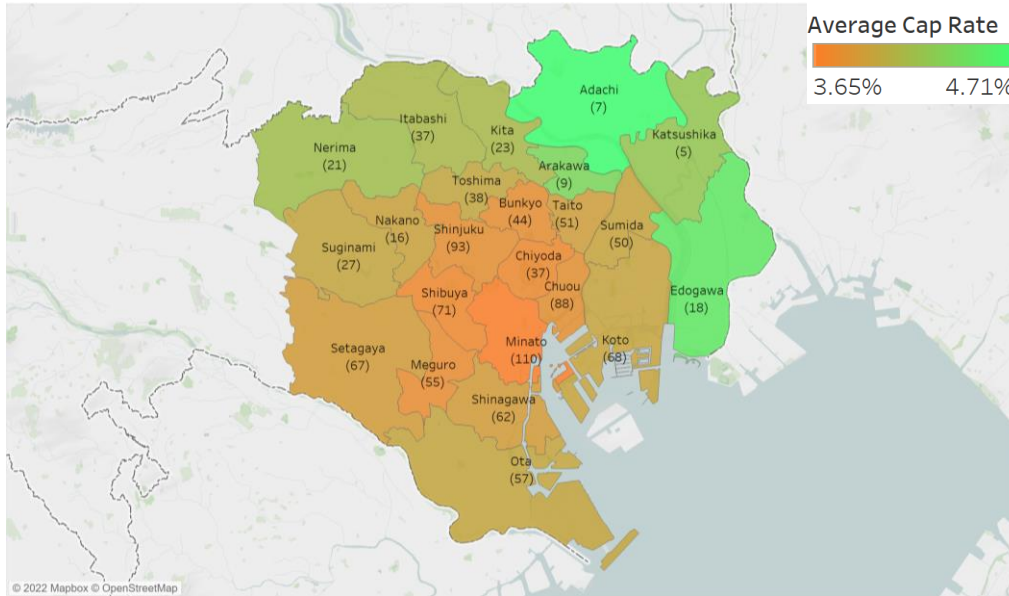 Average Cap Rate
3.65% 4.71%
Adachi
(7)
Itabashi
(37)
Kita
(23)
Katsushika
(5)
Nerima
(21)
Arakawa
(9)
Toshima
(38)
Bunkyo
(44)
Taito
(51)
Nakano
(16)
Shinjuku
(93)
Sumida
(50)
Suginami
(27)
Chiyoda
(37)
Chuou
(88)
Shibuya
(71)
Edogawa
(18)
Minato
(110)
Koto
(68)
Setagaya
(67)
Meguro
(55)
Shinagawa
(62)
Ota
(57)
© 2022 Mapbox © OpenStreetMap